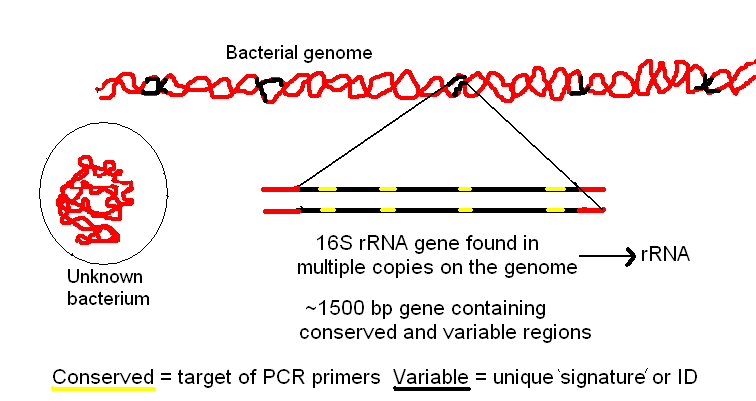 Bacterial genome
Unknown
bacterium
16S rRNA gene found in
multiple copies on the genome
rRNA
~1500 bp gene containing
conserved and variable regions
Conserved = target of PCR primers Variable = unique `signature´ or ID